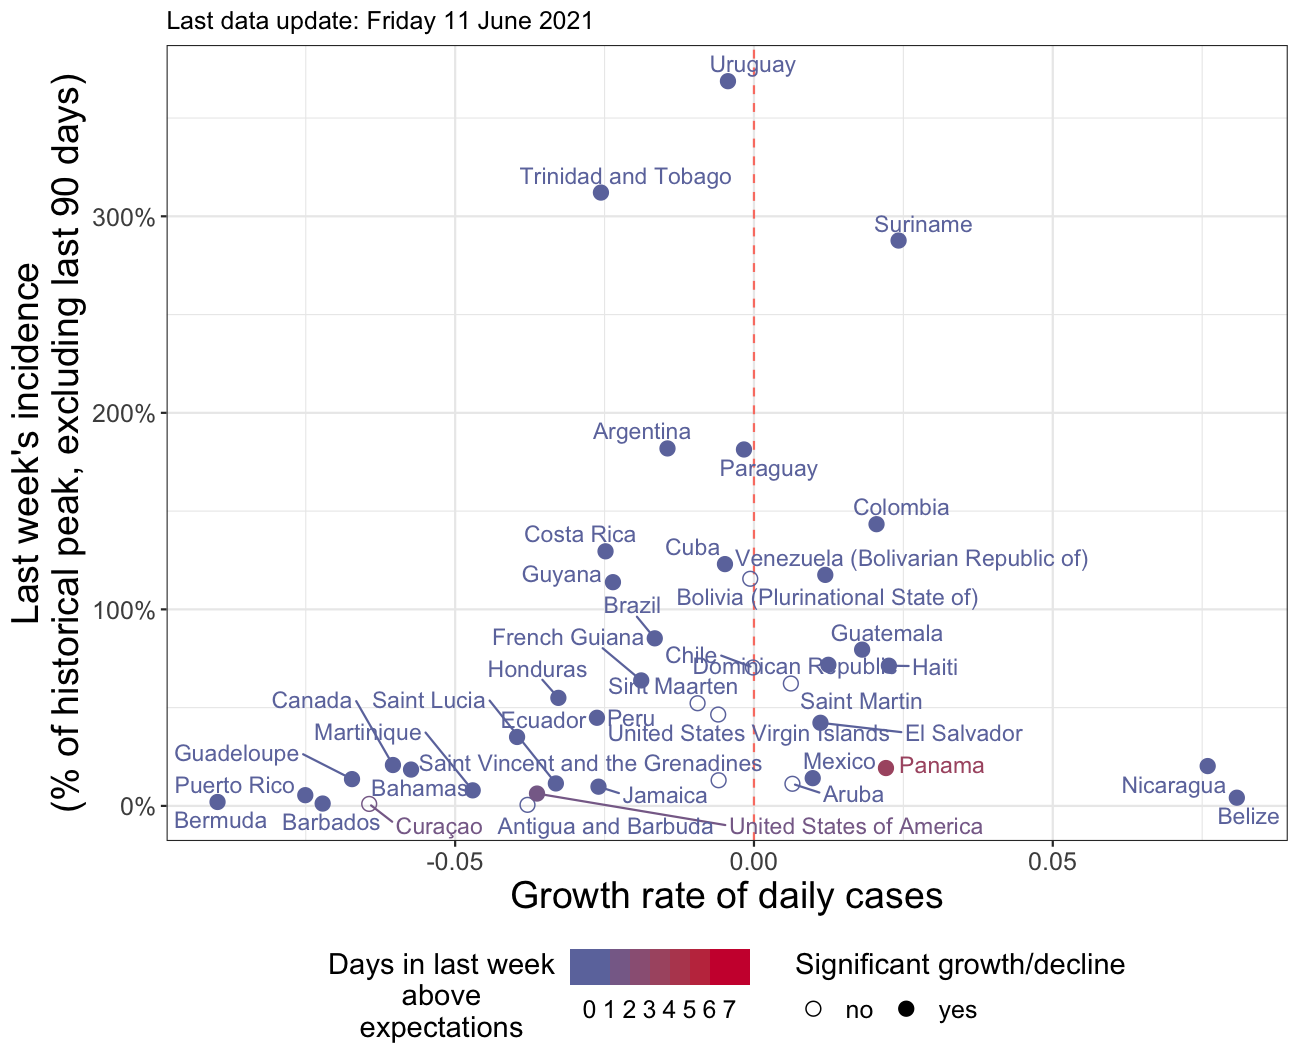 Last data update: Friday 11 June 2021
Last week's incidence
(% of historical peak, excluding last 90 days)
300%
200%
100%
0%
Uruguay
Trinidad and Tobago
Suriname
Argentina
Paraguay
Colombia
Costa Rica
Cuba
Venezuela (Bolivarian Republic of)
Guyana
Bolivia (Plurinational State of)
Brazil
French Guiana
Guatemala
Chile
Dominican Republic
Haiti
Honduras
Sint Maarten
Canada
Saint Lucia
Saint Martin
Ecuador
Peru
Martinique
United States Virgin Islands
El Salvador
Guadeloupe
Saint Vincent and the Grenadines
Mexico
Panama
Puerto Rico
Bahamas
Jamaica
Aruba
Nicaragua
Bermuda
Barbados
Curaçao
Antigua and Barbuda
United States of America
Belize
-0.05
0.00
0.05
Growth rate of daily cases
Days in last week
above
expectations
0 1 2 3 4 5 6 7
Significant growth/decline
no
yes